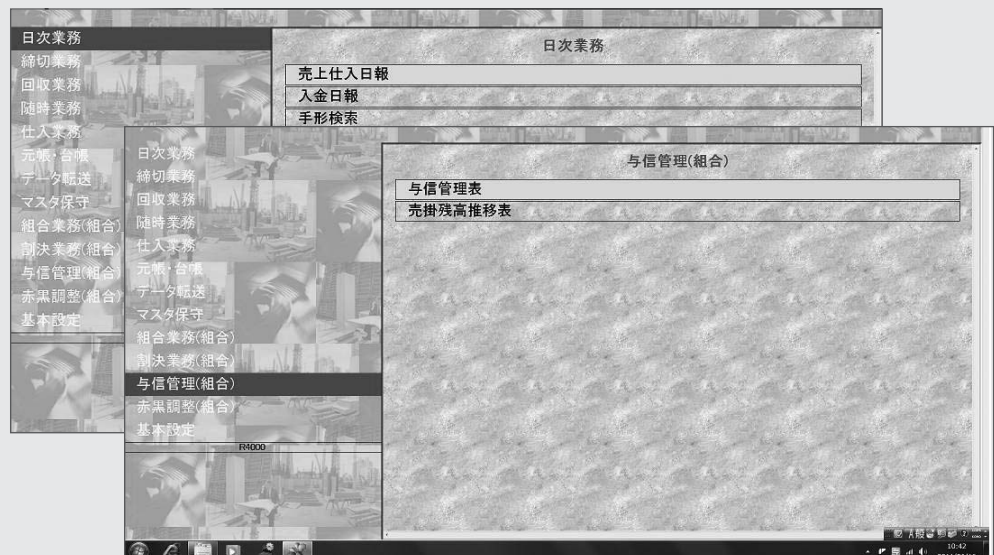 日次業務
締切業務
回収業務
随時業務
仕入業務
元帳・台帳
データ転送
マスタ保守
組合業務(組合)
割決業務(組合)
与信管理(組合)
赤黒調整(組合)
基本設定
日次業務
売上仕入日報
入金日報
手形検索
日次業務
締切業務
回収業務
随時業務
仕入業務
元帳・台帳
データ転送
マスタ保守
組合業務(組合)
割決業務(組合)
与信管理(組合)
赤黒調整(組合)
基本設定
R4000
与信管理(組合)
与信管理表
売掛残高推移表
A 般
10:42